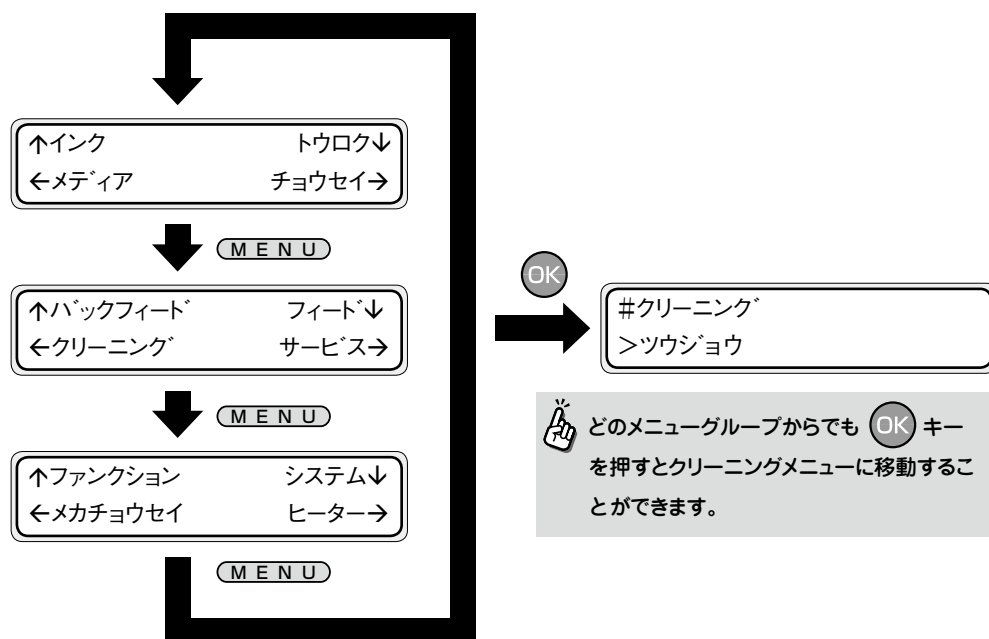 ↑インク トウロク↓
←メディア チョウセイ→
MENU
↑バックフィード フィード↓
←クリーニング サービス→
MENU
↑ファンクション システム↓
←メカチョウセイ ヒーター→
MENU
OK
#クリーニング
>ツウジョウ
どのメニューグループからでも OK キー
を押すとクリーニングメニューに移動するこ
とができます。